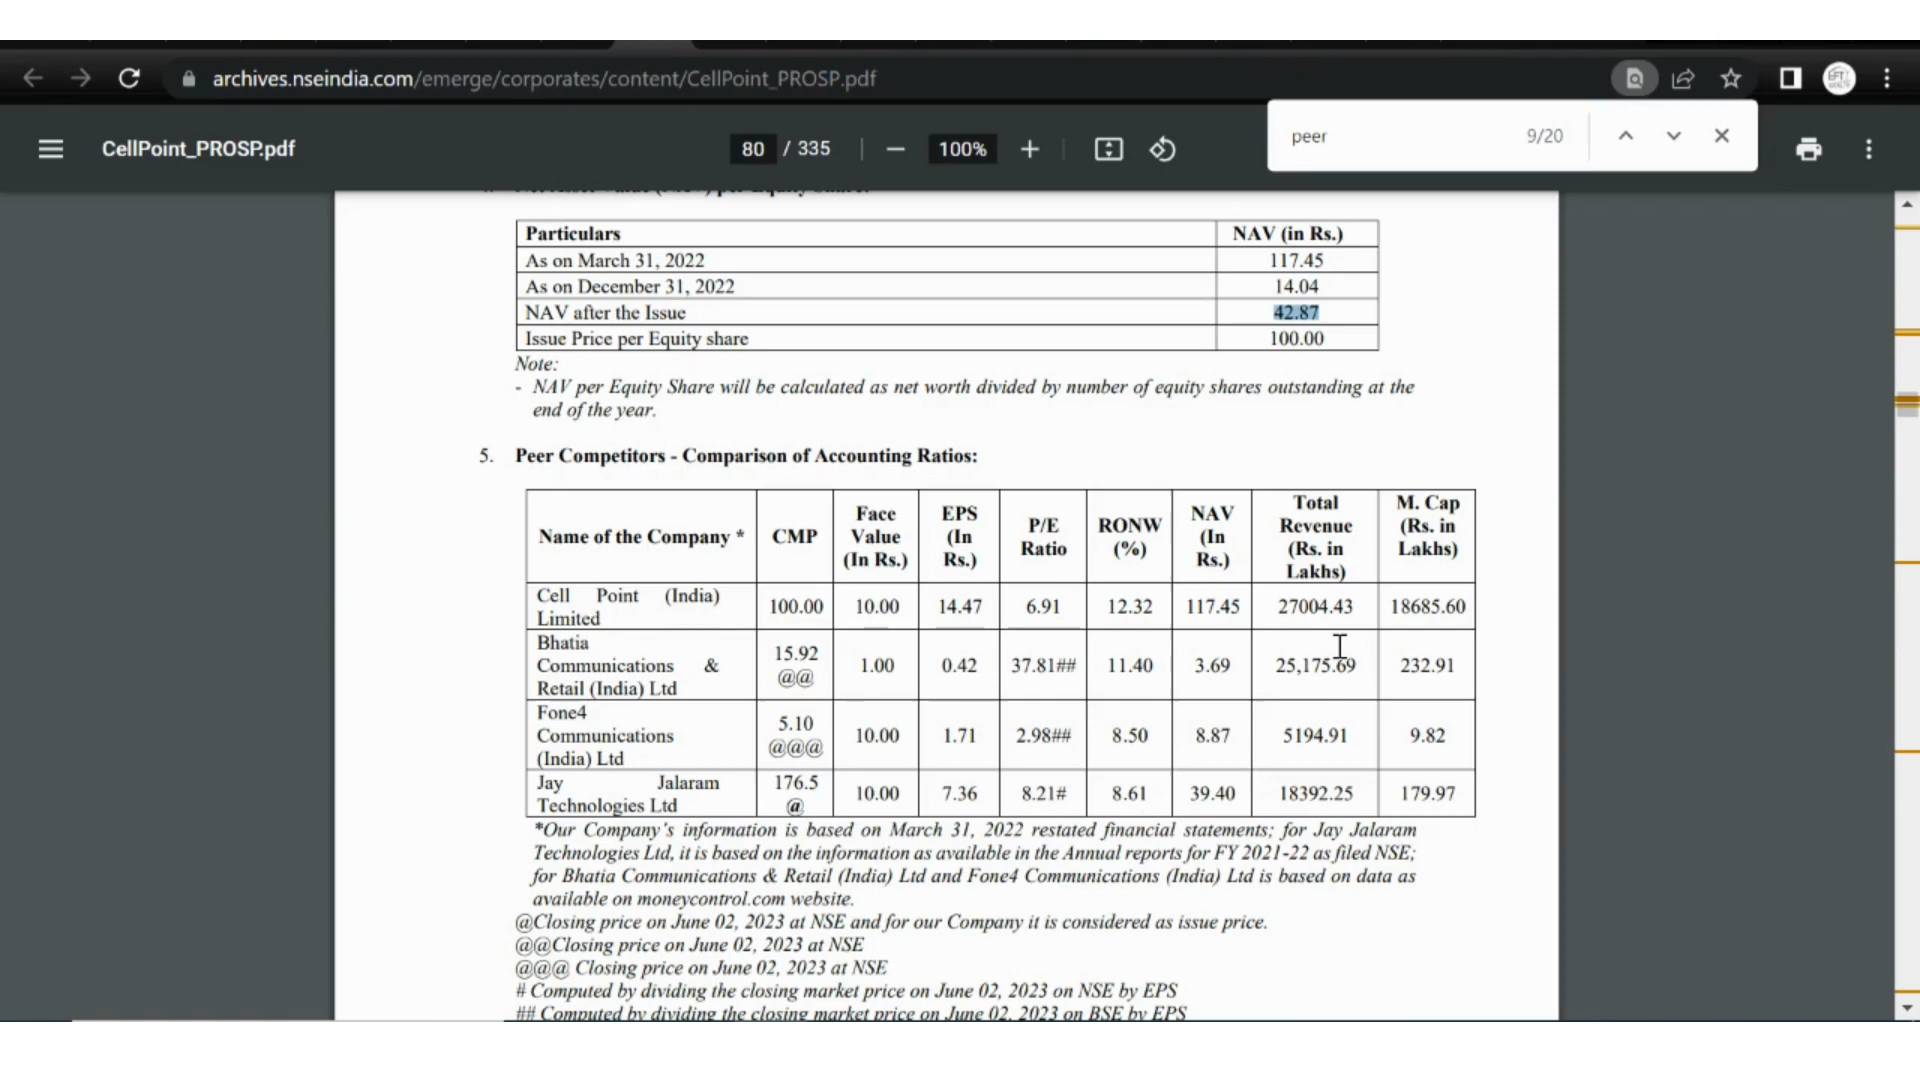 archives.nseindia.com/emerge/corporates/content/CellPoint_PROSP.pdf
CellPoint_PROSP.pdf
80 / 335
100%
peer 9/20
Particulars NAV (in Rs.)
As on March 31, 2022 117.45
As on December 31, 2022 14.04
NAV after the Issue 42.87
Issue Price per Equity share 100.00
Note:
- NAV per Equity Share will be calculated as net worth divided by number of equity shares outstanding at the
end of the year.
5. Peer Competitors - Comparison of Accounting Ratios:
Name of the Company * CMP Face Value (In Rs.) EPS (In Rs.) P/E Ratio RONW (%) NAV (In Rs.) Total Revenue (Rs. in Lakhs) M. Cap (Rs. in Lakhs)
Cell Point (India) Limited 100.00 10.00 14.47 6.91 12.32 117.45 27004.43 18685.60
Bhatia Communications & Retail (India) Ltd 15.92 @@ 1.00 0.42 37.81## 11.40 3.69 25,175.69 232.91
Fone4 Communications (India) Ltd 5.10 @@@ 10.00 1.71 2.98## 8.50 8.87 5194.91 9.82
Jay Jalaram Technologies Ltd 176.5 @ 10.00 7.36 8.21# 8.61 39.40 18392.25 179.97
*Our Company's information is based on March 31, 2022 restated financial statements; for Jay Jalaram
Technologies Ltd, it is based on the information as available in the Annual reports for FY 2021-22 as filed NSE;
for Bhatia Communications & Retail (India) Ltd and Fone4 Communications (India) Ltd is based on data as
available on moneycontrol.com website.
@Closing price on June 02, 2023 at NSE and for our Company it is considered as issue price.
@@Closing price on June 02, 2023 at NSE
@@@ Closing price on June 02, 2023 at NSE
# Computed by dividing the closing market price on June 02, 2023 on NSE by EPS
## Computed by dividing the closing market price on June 02, 2023 on BSE by EPS